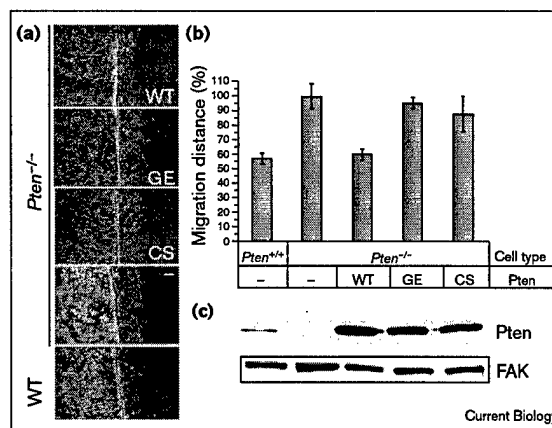 (a)
WT
GE
CS
–
Pten–/–
WT
(b)
Migration distance (%)
110
100
90
80
70
60
50
40
30
20
10
0
Pten+/+ Pten–/– Cell type
– – WT GE CS Pten
(c)
Pten
FAK
Current Biology